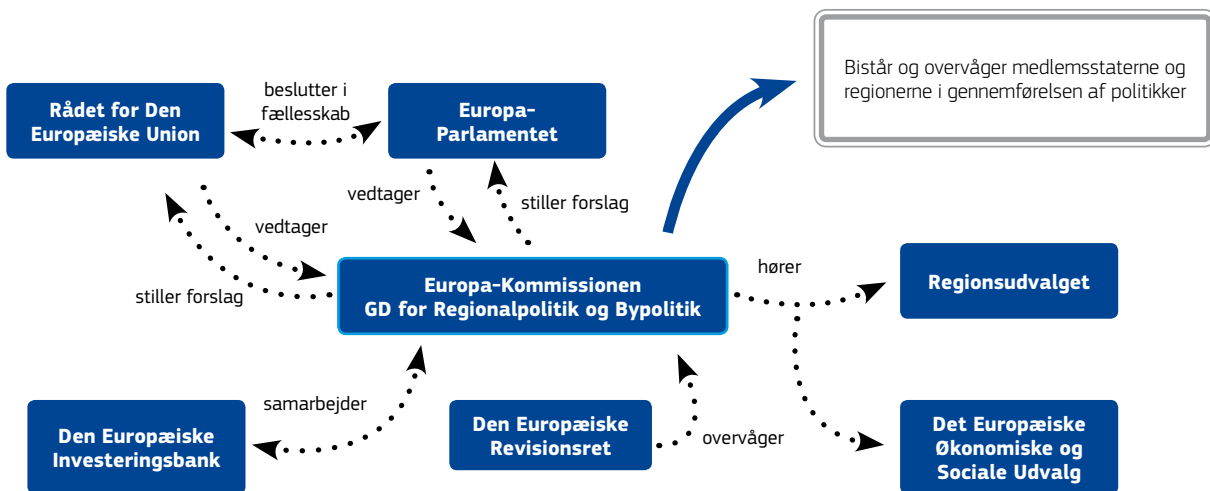 Bistår og overvåger medlemsstaterne og
regionerne i gennemførelsen af politikker
Rådet for Den
Europæiske Union
beslutter i
fællesskab
Europa-
Parlamentet
vedtager
stiller forslag
vedtager
stiller forslag
Europa-Kommissionen
GD for Regionalpolitik og Bypolitik
hører
Regionsudvalget
samarbejder
Den Europæiske
Investeringsbank
Den Europæiske
Revisionsret
overvåger
Det Europæiske
Økonomiske og
Sociale Udvalg